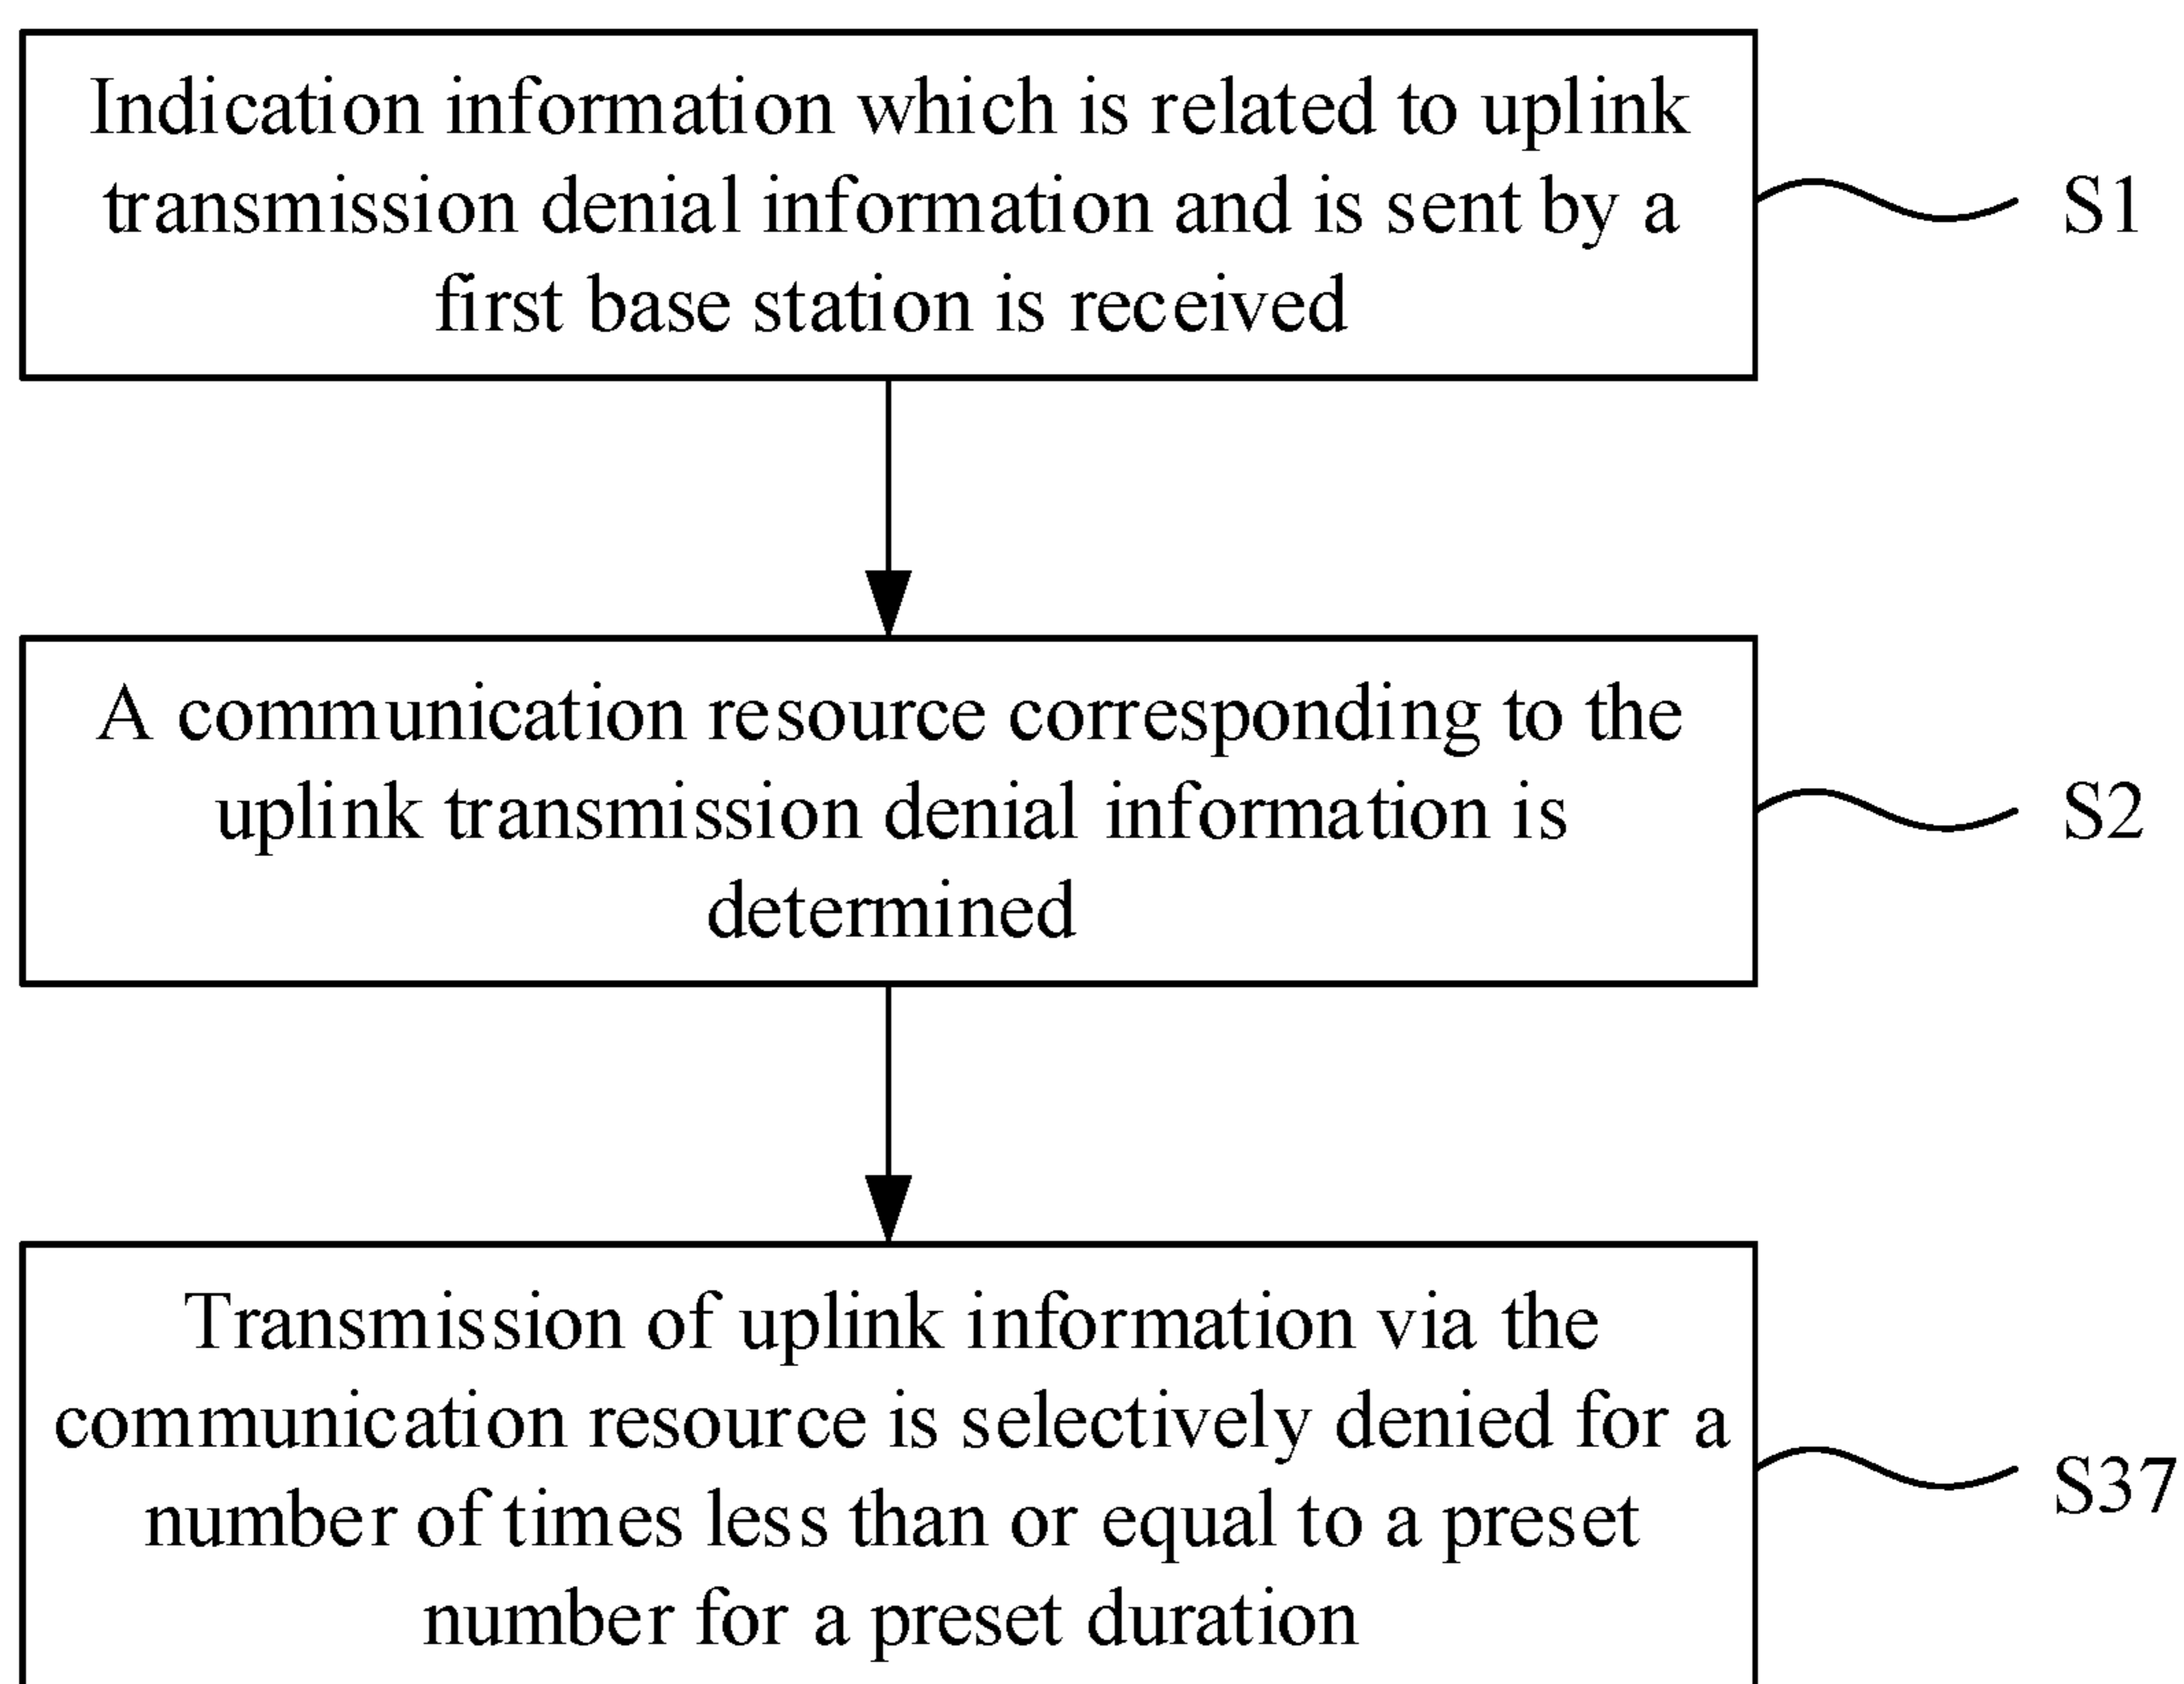 Indication information which is related to uplink
transmission denial information and is sent by a
first base station is received
S1
A communication resource corresponding to the
uplink transmission denial information is
determined
S2
Transmission of uplink information via the
communication resource is selectively denied for a
number of times less than or equal to a preset
number for a preset duration
S37